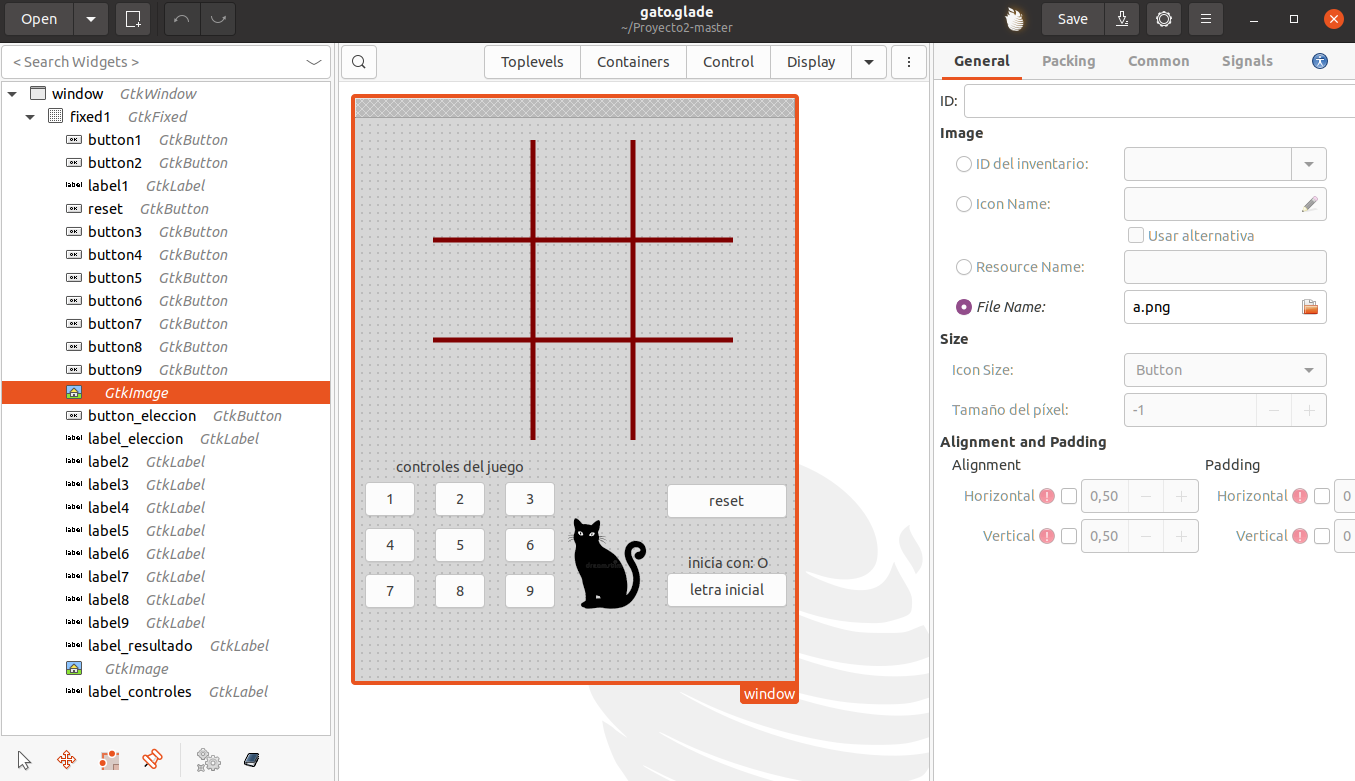 gato.glade
Open
~/Proyecto2-master
Save
< Search Widgets >
Toplevels
Containers
Control
Display
General
Packing
Common
Signals
window GtkWindow
fixed1 GtkFixed
button1 GtkButton
button2 GtkButton
label1 GtkLabel
reset GtkButton
button3 GtkButton
button4 GtkButton
button5 GtkButton
button6 GtkButton
button7 GtkButton
button8 GtkButton
button9 GtkButton
GtkImage
button_eleccion GtkButton
label_eleccion GtkLabel
label2 GtkLabel
label3 GtkLabel
label4 GtkLabel
label5 GtkLabel
label6 GtkLabel
label7 GtkLabel
label8 GtkLabel
label9 GtkLabel
label_resultado GtkLabel
GtkImage
label_controles GtkLabel
controles del juego
1 2 3
4 5 6
7 8 9
reset
inicia con: O
letra inicial
window
ID:
Image
ID del inventario:
Icon Name:
Usar alternativa
Resource Name:
File Name: a.png
Size
Icon Size: Button
Tamaño del píxel: -1
Alignment and Padding
Alignment Padding
Horizontal 0,50 Horizontal 0
Vertical 0,50 Vertical 0